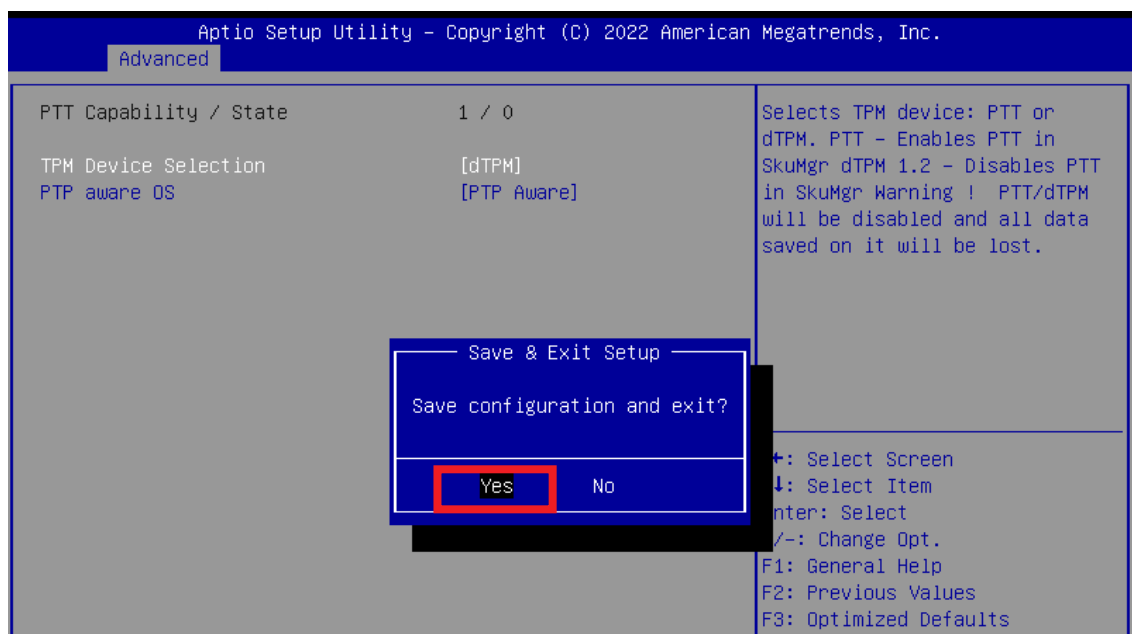 Aptio Setup Utility – Copyright (C) 2022 American Megatrends, Inc.
Advanced
PTT Capability / State 1 / 0
TPM Device Selection [dTPM]
PTP aware OS [PTP Aware]
Selects TPM device: PTT or
dTPM. PTT – Enables PTT in
SkuMgr dTPM 1.2 – Disables PTT
in SkuMgr Warning ! PTT/dTPM
will be disabled and all data
saved on it will be lost.
Save & Exit Setup
Save configuration and exit?
Yes No
←: Select Screen
↓: Select Item
nter: Select
/–: Change Opt.
F1: General Help
F2: Previous Values
F3: Optimized Defaults